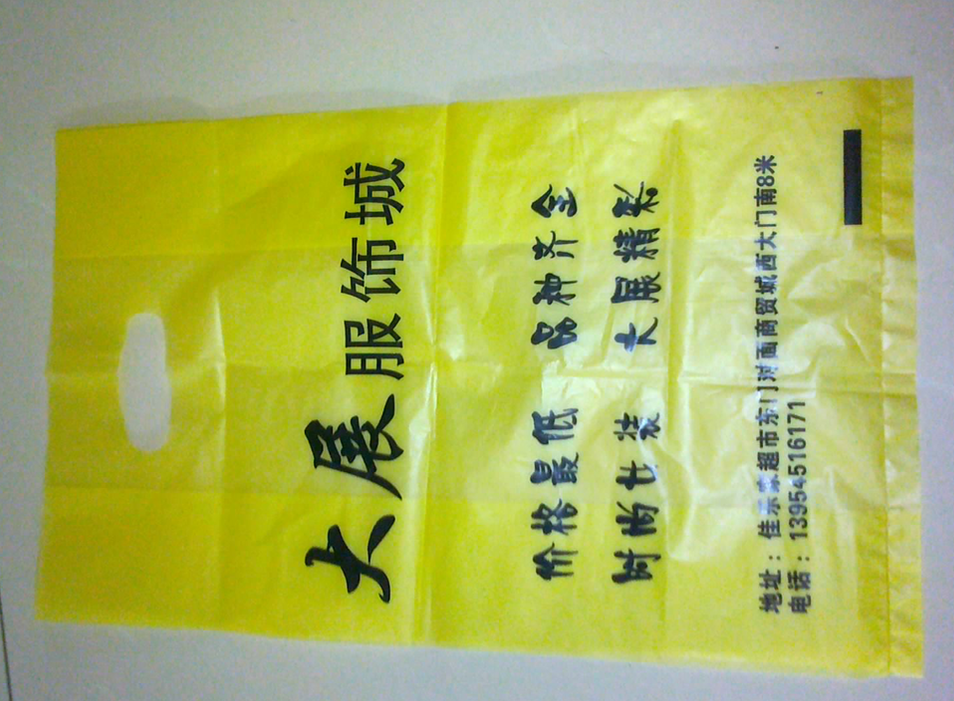 大展服饰城
价格最低 品种齐全
时尚女装 大展精彩
地址：佳乐家超市东门对面商贸城西大门南8米
电话：13954516171